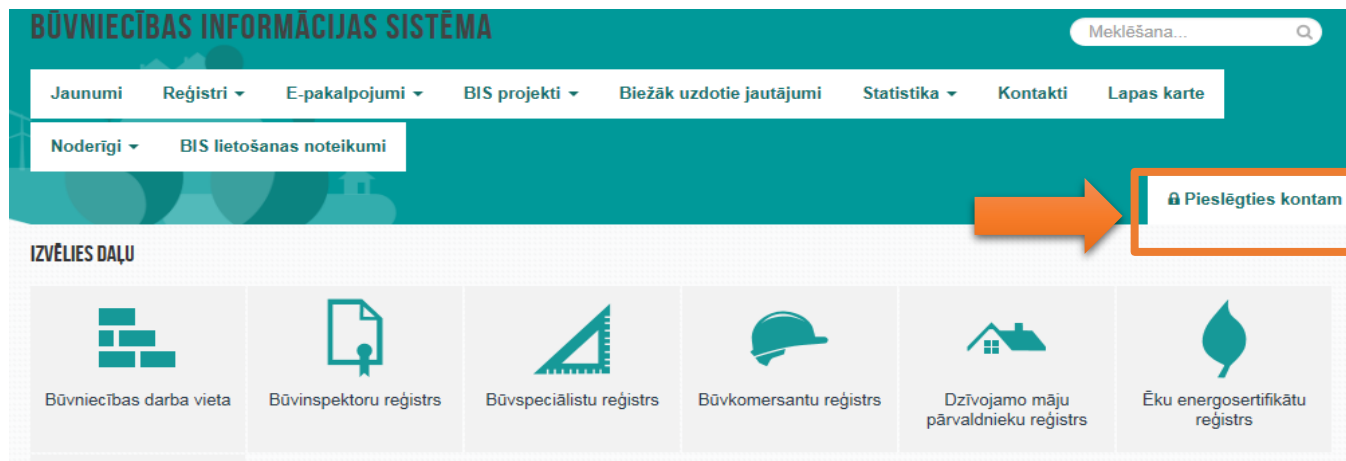 BŪVNIECĪBAS INFORMĀCIJAS SISTĒMA
Meklēšana...
Jaunumi Reģistri E-pakalpojumi BIS projekti Biežāk uzdotie jautājumi Statistika Kontakti Lapas karte
Noderīgi BIS lietošanas noteikumi
Pieslēgties kontam
IZVĒLIES DAĻU
Būvniecības darba vieta Būvinspektoru reģistrs Būvspeciālistu reģistrs Būvkomersantu reģistrs Dzīvojamo māju Ēku energosertifikātu
pārvaldnieku reģistrs reģistrs